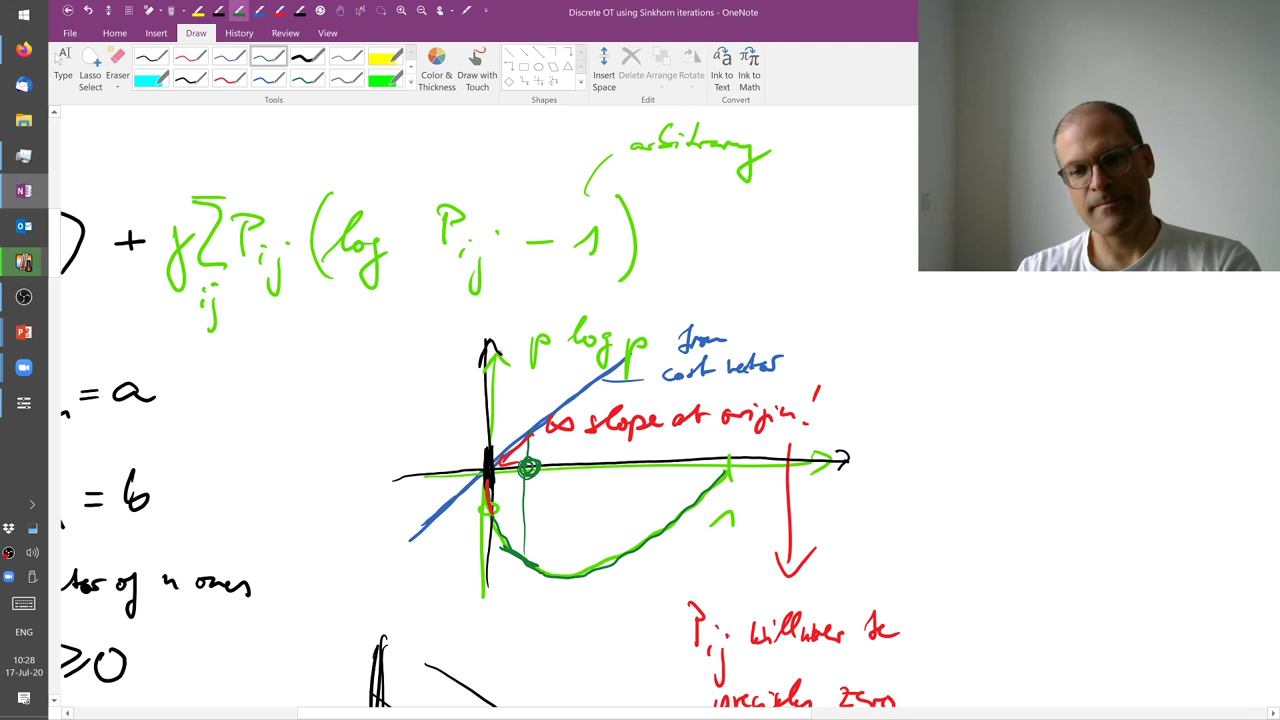 Discrete OT using Sinkhorn iterations - OneNote
File Home Insert Draw History Review View
Type Lasso Select Eraser Color & Thickness Draw with Touch Insert Space Delete Arrange Rotate Ink to Text Ink to Math
Tools Shapes Edit Convert
arbitrary
) + γ∑ij Pij (log Pij - 1)
p log p
from
cost
∞ slope at origin!
= a
= b
0
1
of n ones
Pij will
≥0
zero
ENG
10:28
17-Jul-20